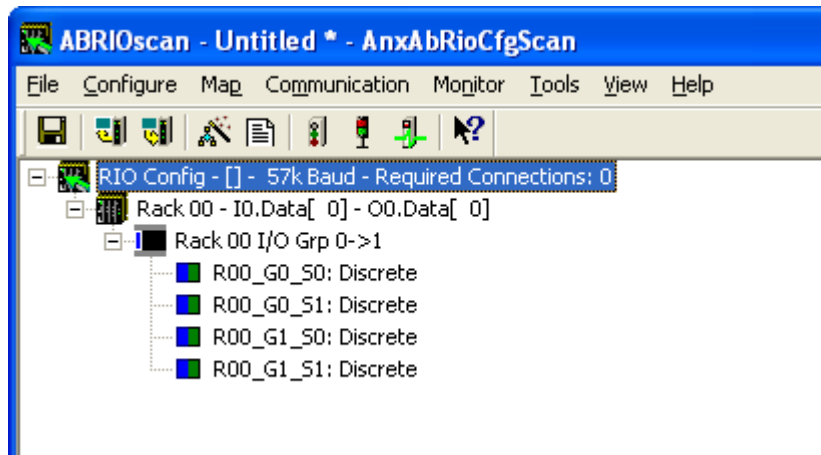 ABRIOscan - Untitled * - AnxAbRioCfgScan
File Configure Map Communication Monitor Tools View Help
RIO Config - [] - 57k Baud - Required Connections: 0
Rack 00 - I0.Data[ 0] - O0.Data[ 0]
Rack 00 I/O Grp 0->1
R00_G0_S0: Discrete
R00_G0_S1: Discrete
R00_G1_S0: Discrete
R00_G1_S1: Discrete